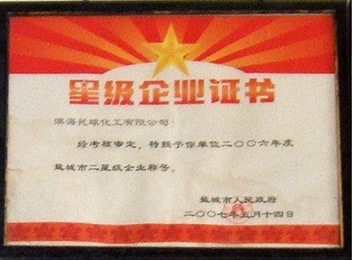 星级企业证书
滨海民球化工有限公司:
经考核审定,特授予你单位二〇〇六年度
盐城市二星级企业称号。
盐城市人民政府
二〇〇七年五月十四日